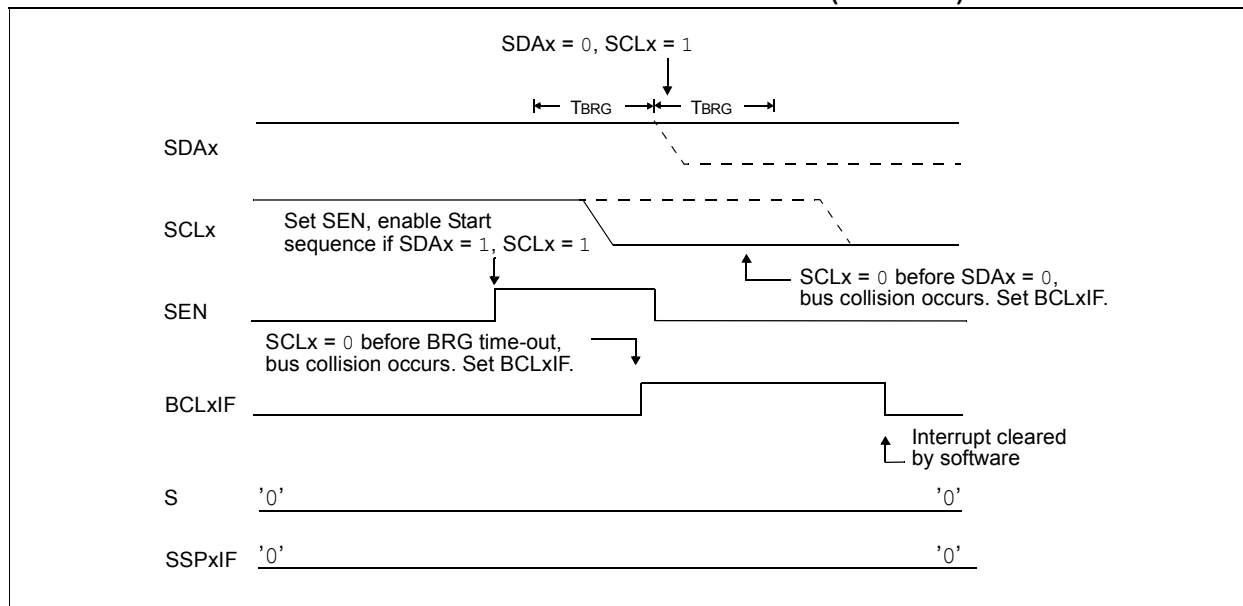 SDAx = 0, SCLx = 1
TBRG TBRG
SDAx
SCLx
Set SEN, enable Start
sequence if SDAx = 1, SCLx = 1
SCLx = 0 before SDAx = 0,
bus collision occurs. Set BCLxIF.
SEN
SCLx = 0 before BRG time-out,
bus collision occurs. Set BCLxIF.
BCLxIF
Interrupt cleared
by software
S '0' '0'
SSPxIF '0' '0'